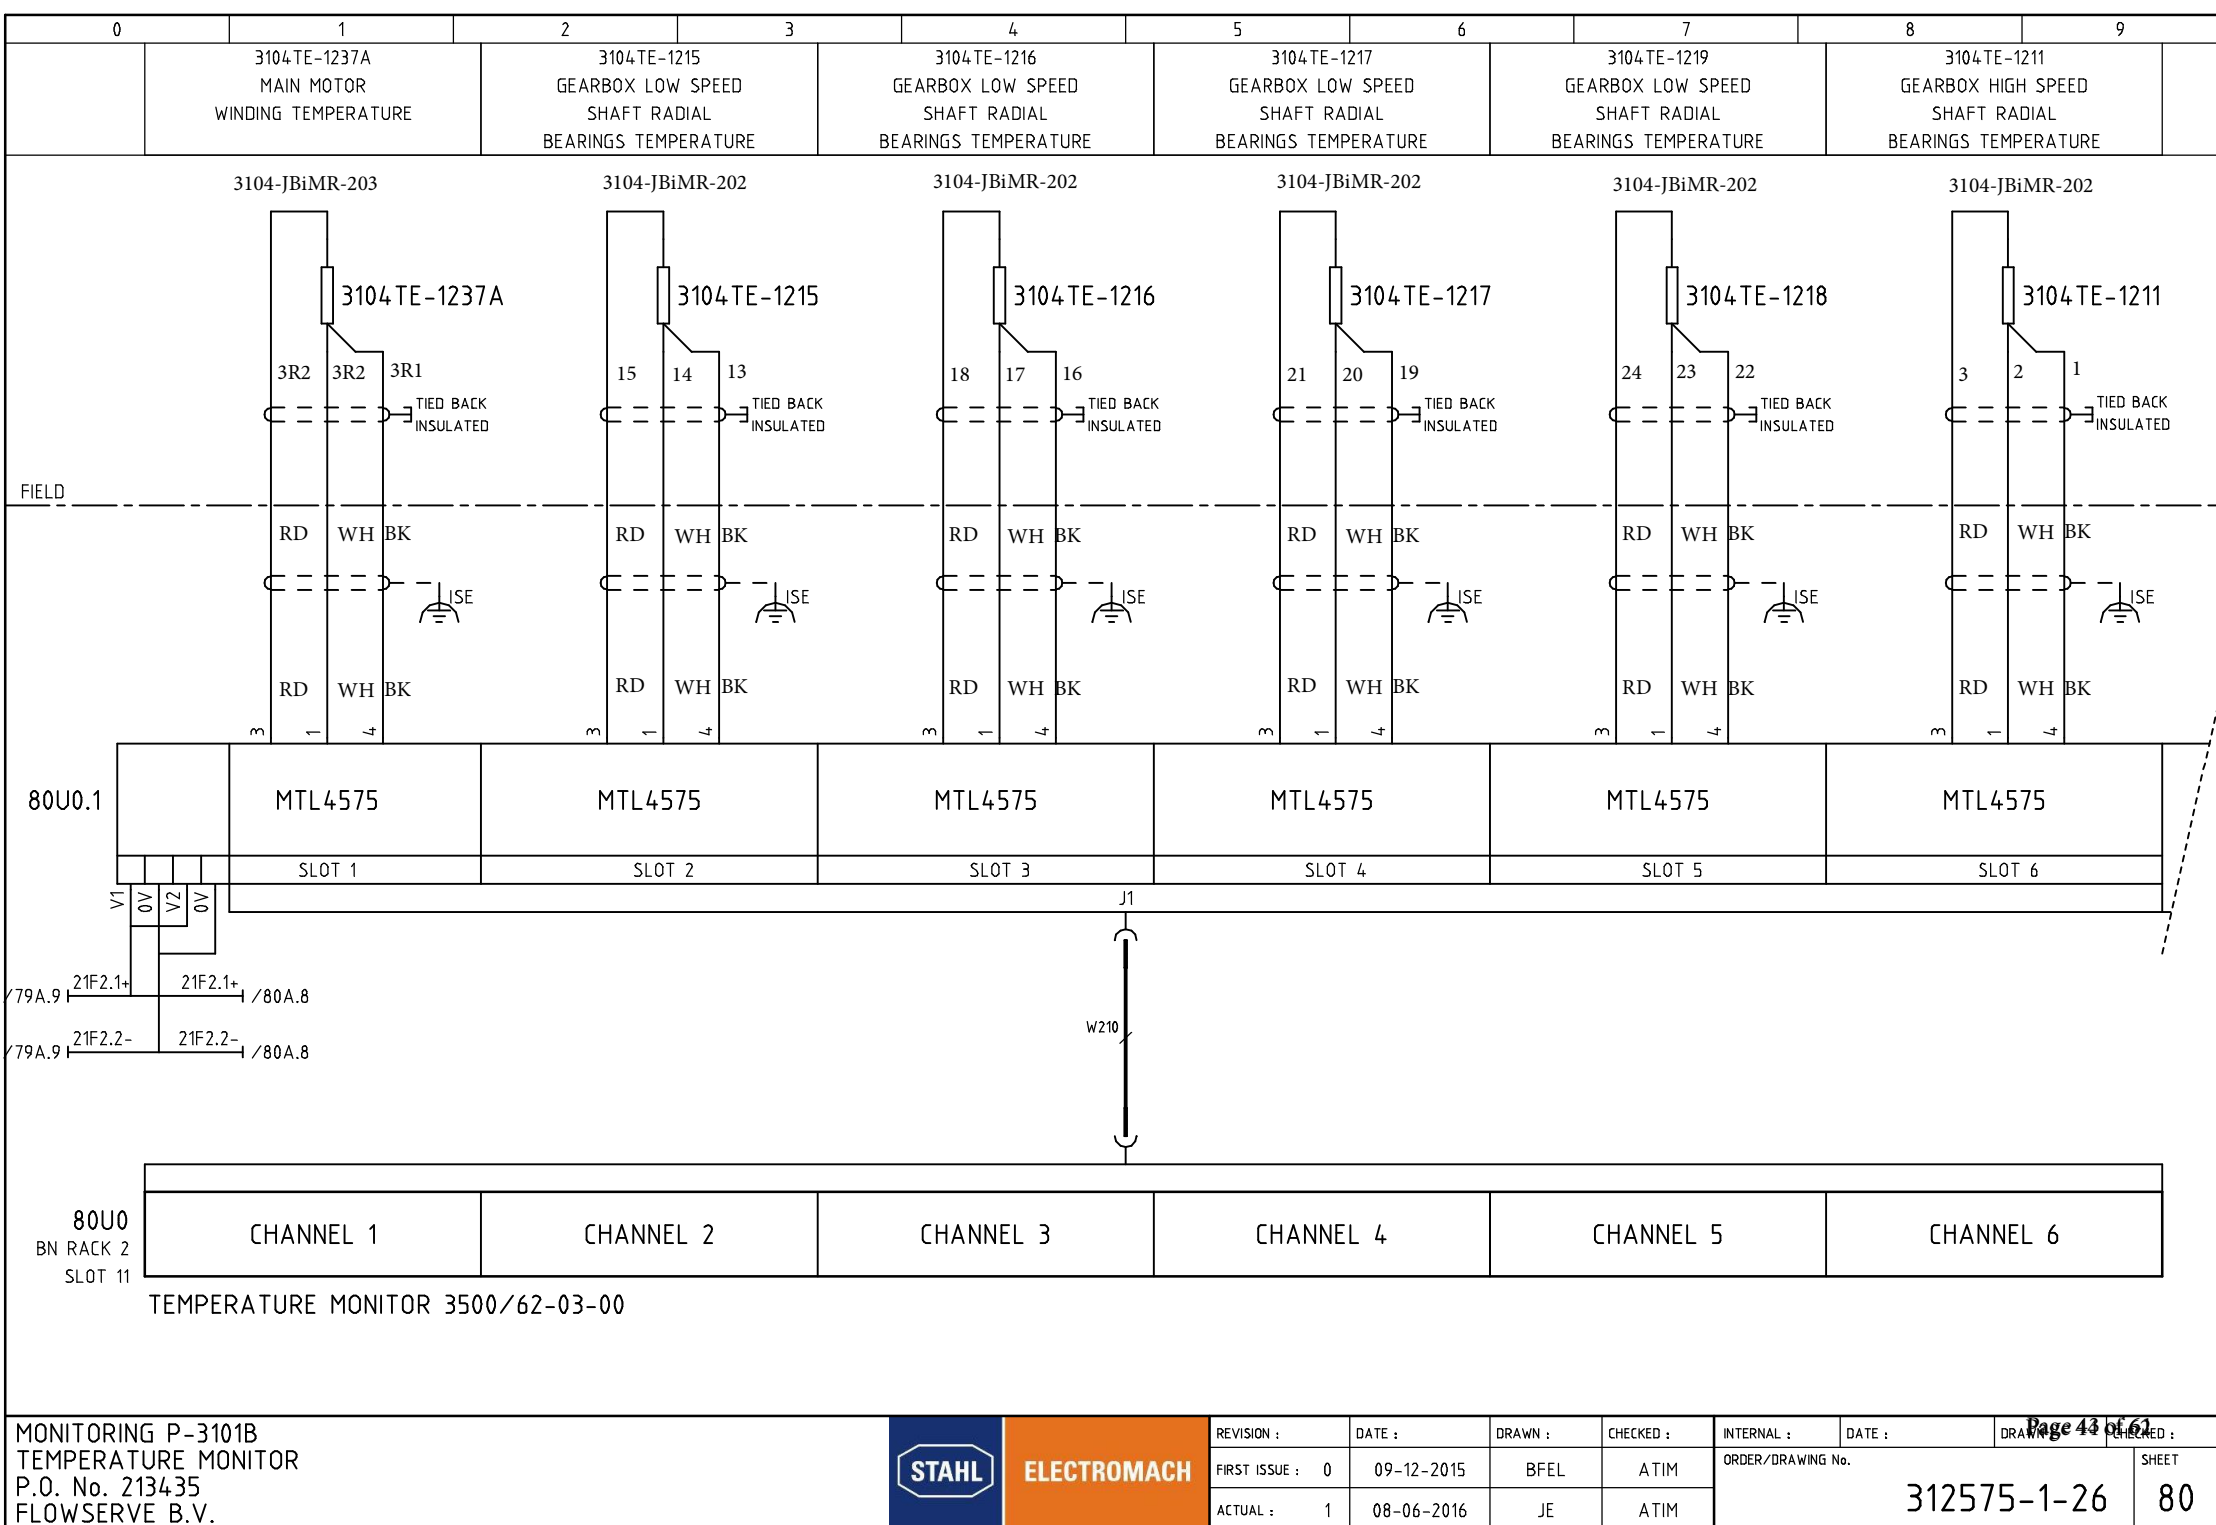 0 1 2 3 4 5 6 7 8 9
3104TE-1237A 3104TE-1215 3104TE-1216 3104TE-1217 3104TE-1219 3104TE-1211
MAIN MOTOR GEARBOX LOW SPEED GEARBOX LOW SPEED GEARBOX LOW SPEED GEARBOX LOW SPEED GEARBOX HIGH SPEED
WINDING TEMPERATURE SHAFT RADIAL SHAFT RADIAL SHAFT RADIAL SHAFT RADIAL SHAFT RADIAL
BEARINGS TEMPERATURE BEARINGS TEMPERATURE BEARINGS TEMPERATURE BEARINGS TEMPERATURE BEARINGS TEMPERATURE
3104-JBiMR-203 3104-JBiMR-202 3104-JBiMR-202 3104-JBiMR-202 3104-JBiMR-202 3104-JBiMR-202
3104TE-1237A 3104TE-1215 3104TE-1216 3104TE-1217 3104TE-1218 3104TE-1211
3R2 3R2 3R1 15 14 13 18 17 16 21 20 19 24 23 22 3 2 1
TIED BACK TIED BACK TIED BACK TIED BACK TIED BACK TIED BACK
INSULATED INSULATED INSULATED INSULATED INSULATED INSULATED
FIELD
RD WH BK RD WH BK RD WH BK RD WH BK RD WH BK RD WH BK
ISE ISE ISE ISE ISE ISE
RD WH BK RD WH BK RD WH BK RD WH BK RD WH BK RD WH BK
3 1 4 3 1 4 3 1 4 3 1 4 3 1 4 3 1 4
80U0.1 MTL4575 MTL4575 MTL4575 MTL4575 MTL4575 MTL4575
SLOT 1 SLOT 2 SLOT 3 SLOT 4 SLOT 5 SLOT 6
V1 0V V2 0V J1
/79A.9 21F2.1+ 21F2.1+ /80A.8
W210
/79A.9 21F2.2- 21F2.2- /80A.8
80U0 CHANNEL 1 CHANNEL 2 CHANNEL 3 CHANNEL 4 CHANNEL 5 CHANNEL 6
BN RACK 2
SLOT 11
TEMPERATURE MONITOR 3500/62-03-00
MONITORING P-3101B
TEMPERATURE MONITOR
P.O. No. 213435
FLOWSERVE B.V.
STAHL ELECTROMACH
REVISION : DATE : DRAWN : CHECKED : INTERNAL : DATE :
FIRST ISSUE : 0 09-12-2015 BFEL ATIM
ACTUAL : 1 08-06-2016 JE ATIM
ORDER/DRAWING No. SHEET
312575-1-26 80